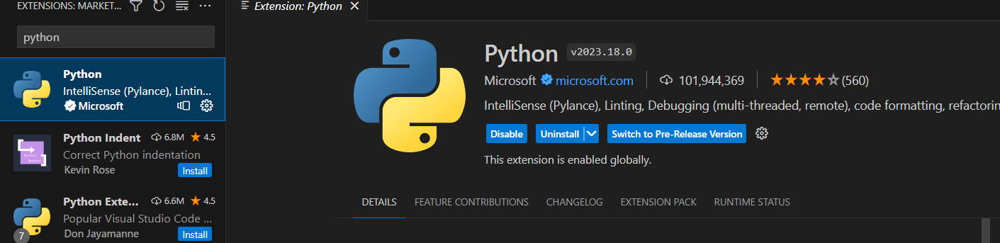 EXTENSIONS: MARKET...
python
Python
IntelliSense (Pylance), Lintin...
Microsoft
Python Indent 6.8M 4.5
Correct Python indentation
Kevin Rose Install
Python Exte... 6.6M 4.5
Popular Visual Studio Code ...
Don Jayamanne Install
7
Extension: Python
Python v2023.18.0
Microsoft microsoft.com 101,944,369 (560)
IntelliSense (Pylance), Linting, Debugging (multi-threaded, remote), code formatting, refactorin
Disable Uninstall Switch to Pre-Release Version
This extension is enabled globally.
DETAILS FEATURE CONTRIBUTIONS CHANGELOG EXTENSION PACK RUNTIME STATUS